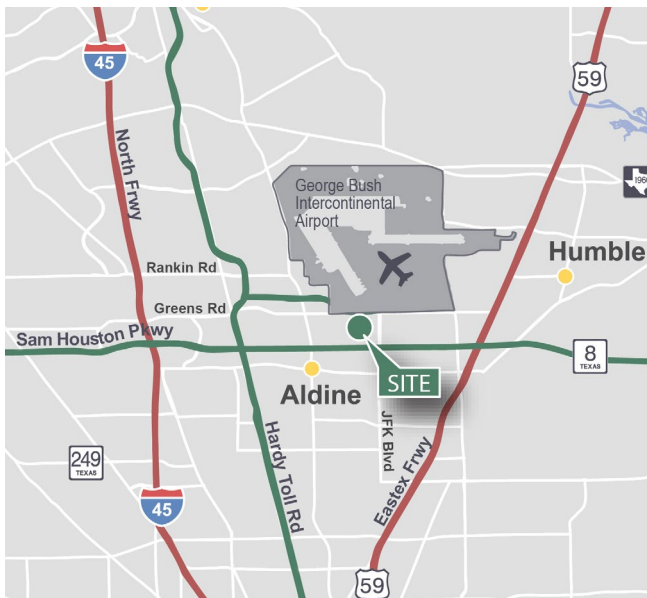 45
59
1960
North Frwy
George Bush
Intercontinental
Airport
Humble
Rankin Rd
Greens Rd
Sam Houston Pkwy
8
TEXAS
SITE
Aldine
JFK Blvd
Hardy Toll Rd
Eastex Frwy
249
TEXAS
45
59